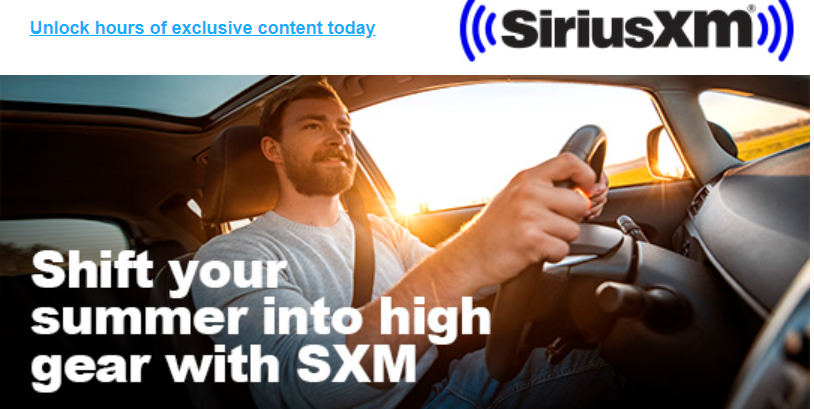 Unlock hours of exclusive content today
SiriusXM®
Shift your
summer into high
gear with SXM